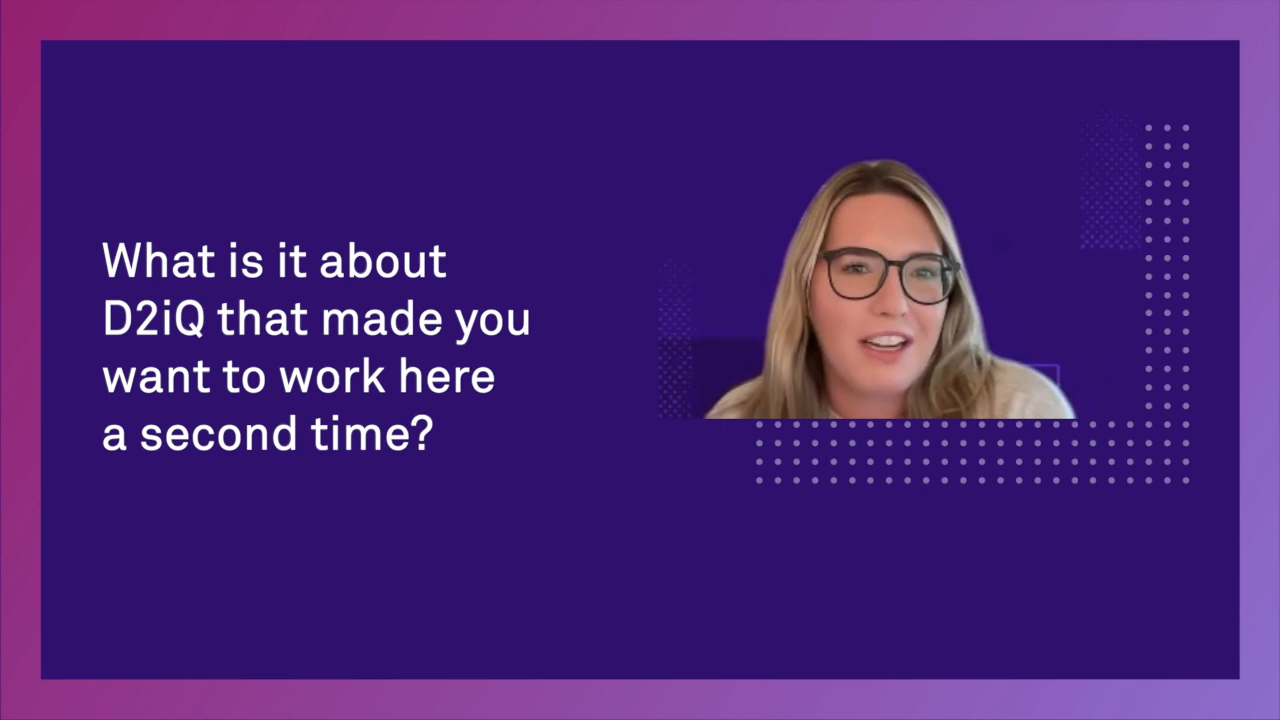 What is it about
D2iQ that made you
want to work here
a second time?